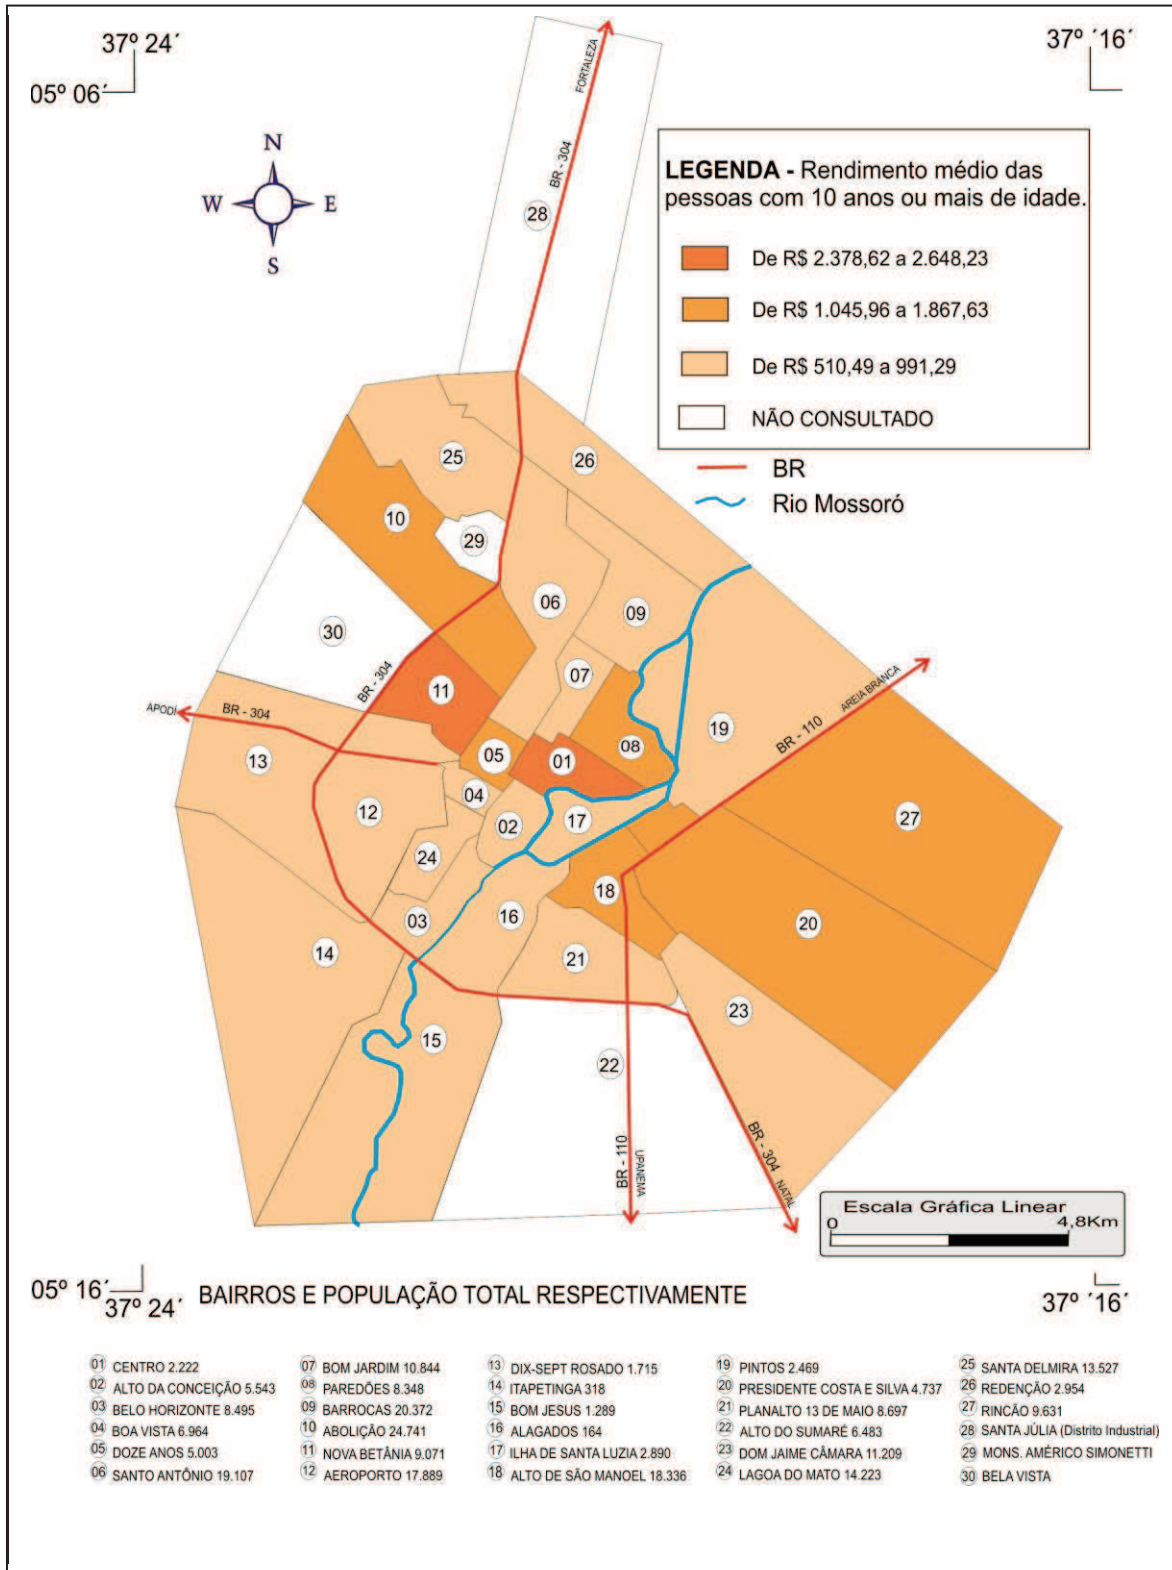 37º 24´
37º ´16´
05º 06´
N
W E
S
FORTALEZA
BR - 304
28
LEGENDA - Rendimento médio das
pessoas com 10 anos ou mais de idade.
De R$ 2.378,62 a 2.648,23
De R$ 1.045,96 a 1.867,63
De R$ 510,49 a 991,29
NÃO CONSULTADO
BR
Rio Mossoró
25
26
10
29
06
09
30
07
11
BR - 304
APODÍ
BR - 304
AREIA BRANCA
BR - 110
19
08
05
01
13
04
12
17
02
27
24
18
03
16
20
14
21
23
15
22
BR - 110
UPANEMA
BR - 304
NATAL
Escala Gráfica Linear
0 4,8Km
05º 16´
37º 24´
BAIRROS E POPULAÇÃO TOTAL RESPECTIVAMENTE
37º ´16´
01 CENTRO 2.222
02 ALTO DA CONCEIÇÃO 5.543
03 BELO HORIZONTE 8.495
04 BOA VISTA 6.964
05 DOZE ANOS 5.003
06 SANTO ANTÔNIO 19.107
07 BOM JARDIM 10.844
08 PAREDÕES 8.348
09 BARROCAS 20.372
10 ABOLIÇÃO 24.741
11 NOVA BETÂNIA 9.071
12 AEROPORTO 17.889
13 DIX-SEPT ROSADO 1.715
14 ITAPETINGA 318
15 BOM JESUS 1.289
16 ALAGADOS 164
17 ILHA DE SANTA LUZIA 2.890
18 ALTO DE SÃO MANOEL 18.336
19 PINTOS 2.469
20 PRESIDENTE COSTA E SILVA 4.737
21 PLANALTO 13 DE MAIO 8.697
22 ALTO DO SUMARÉ 6.483
23 DOM JAIME CÂMARA 11.209
24 LAGOA DO MATO 14.223
25 SANTA DELMIRA 13.527
26 REDENÇÃO 2.954
27 RINCÃO 9.631
28 SANTA JÚLIA (Distrito Industrial)
29 MONS. AMÉRICO SIMONETTI
30 BELA VISTA